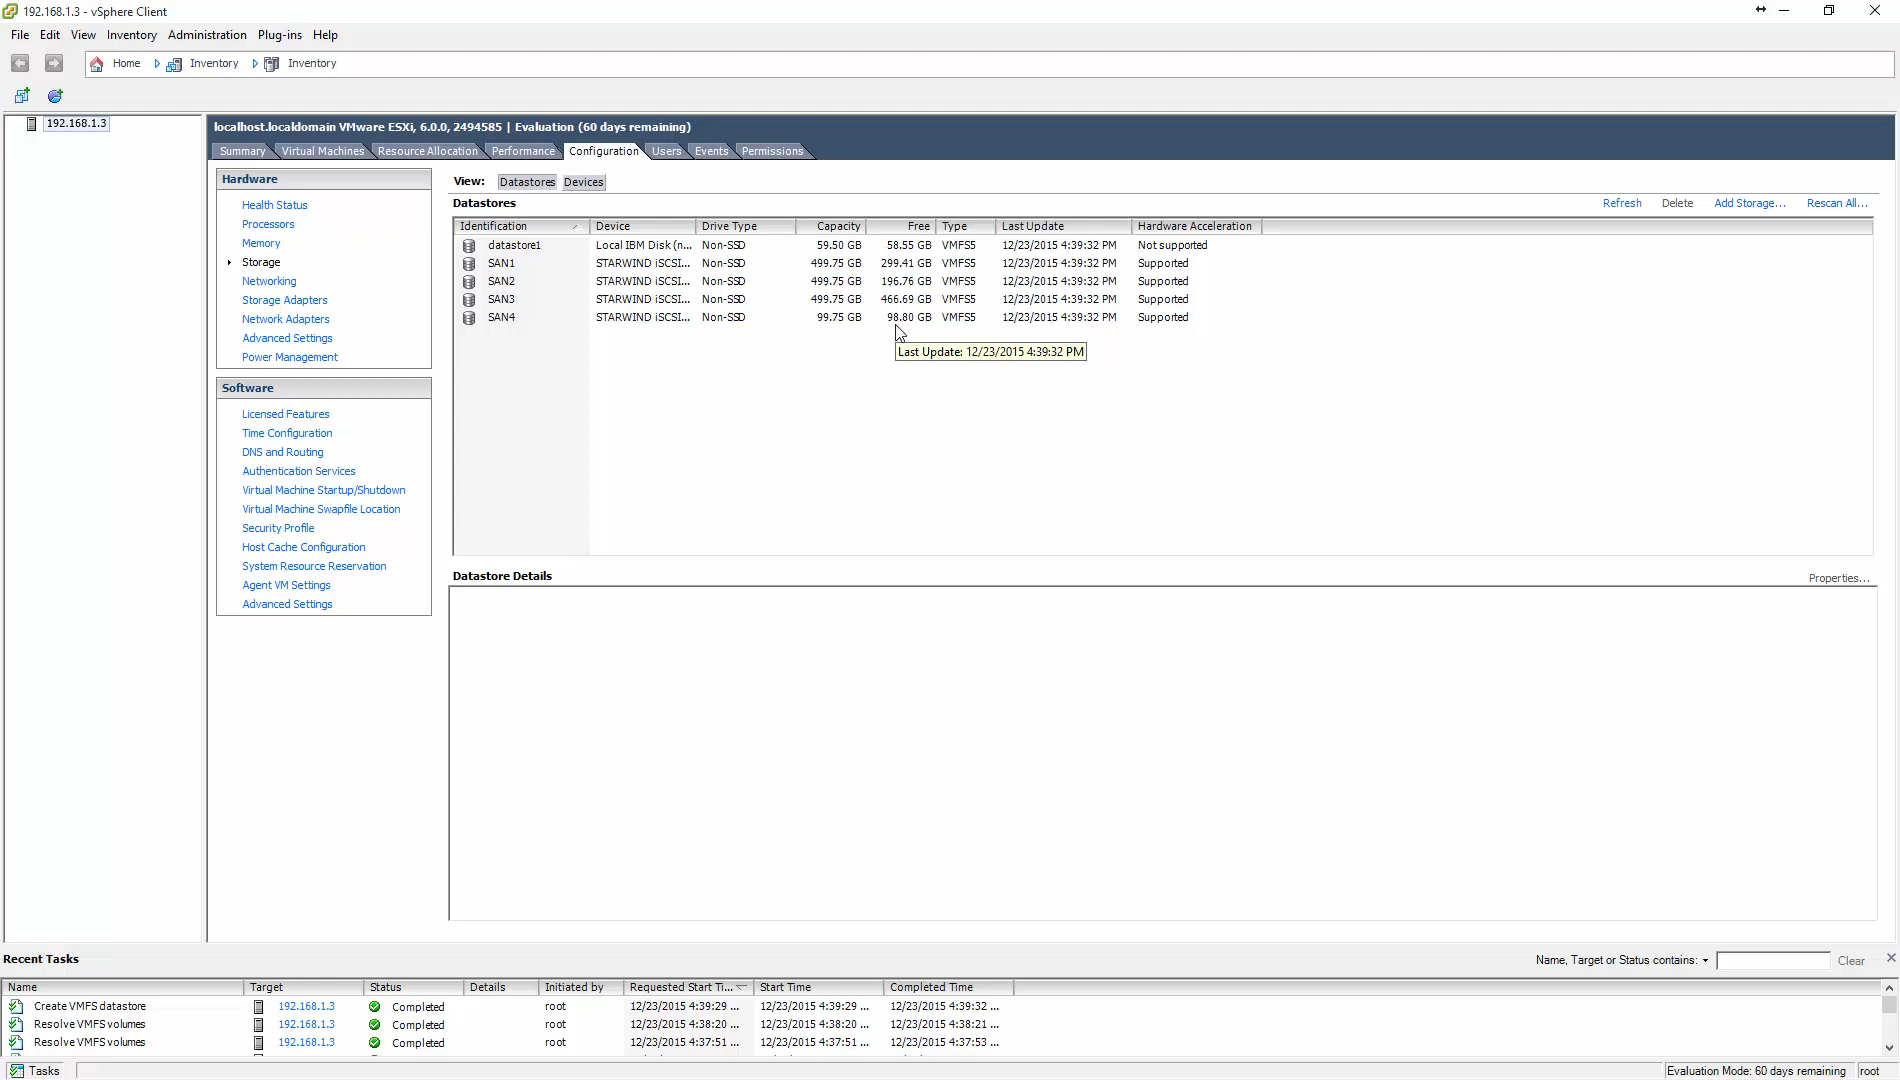 192.168.1.3 - vSphere Client
File Edit View Inventory Administration Plug-ins Help
Home Inventory Inventory
192.168.1.3
localhost.localdomain VMware ESXi, 6.0.0, 2494585 | Evaluation (60 days remaining)
Summary Virtual Machines Resource Allocation Performance Configuration Users Events Permissions
Hardware
Health Status
Processors
Memory
Storage
Networking
Storage Adapters
Network Adapters
Advanced Settings
Power Management
Software
Licensed Features
Time Configuration
DNS and Routing
Authentication Services
Virtual Machine Startup/Shutdown
Virtual Machine Swapfile Location
Security Profile
Host Cache Configuration
System Resource Reservation
Agent VM Settings
Advanced Settings
View: Datastores Devices
Datastores Refresh Delete Add Storage... Rescan All...
Identification Device Drive Type Capacity Free Type Last Update Hardware Acceleration
datastore1 Local IBM Disk (n... Non-SSD 59.50 GB 58.55 GB VMFS5 12/23/2015 4:39:32 PM Not supported
SAN1 STARWIND iSCSI... Non-SSD 499.75 GB 299.41 GB VMFS5 12/23/2015 4:39:32 PM Supported
SAN2 STARWIND iSCSI... Non-SSD 499.75 GB 196.76 GB VMFS5 12/23/2015 4:39:32 PM Supported
SAN3 STARWIND iSCSI... Non-SSD 499.75 GB 466.69 GB VMFS5 12/23/2015 4:39:32 PM Supported
SAN4 STARWIND iSCSI... Non-SSD 99.75 GB 98.80 GB VMFS5 12/23/2015 4:39:32 PM Supported
Last Update: 12/23/2015 4:39:32 PM
Datastore Details Properties...
Recent Tasks Name, Target or Status contains: Clear
Name Target Status Details Initiated by Requested Start Ti... Start Time Completed Time
Create VMFS datastore 192.168.1.3 Completed root 12/23/2015 4:39:29 ... 12/23/2015 4:39:29 ... 12/23/2015 4:39:32 ...
Resolve VMFS volumes 192.168.1.3 Completed root 12/23/2015 4:38:20 ... 12/23/2015 4:38:20 ... 12/23/2015 4:38:21 ...
Resolve VMFS volumes 192.168.1.3 Completed root 12/23/2015 4:37:51 ... 12/23/2015 4:37:51 ... 12/23/2015 4:37:53 ...
Tasks Evaluation Mode: 60 days remaining root